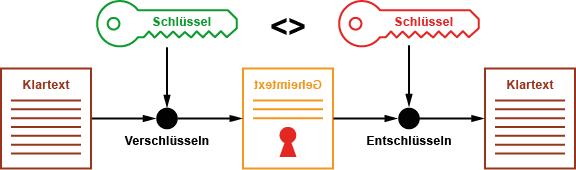 Schlüssel <> Schlüssel
Klartext Geheimtext Klartext
Verschlüsseln Entschlüsseln